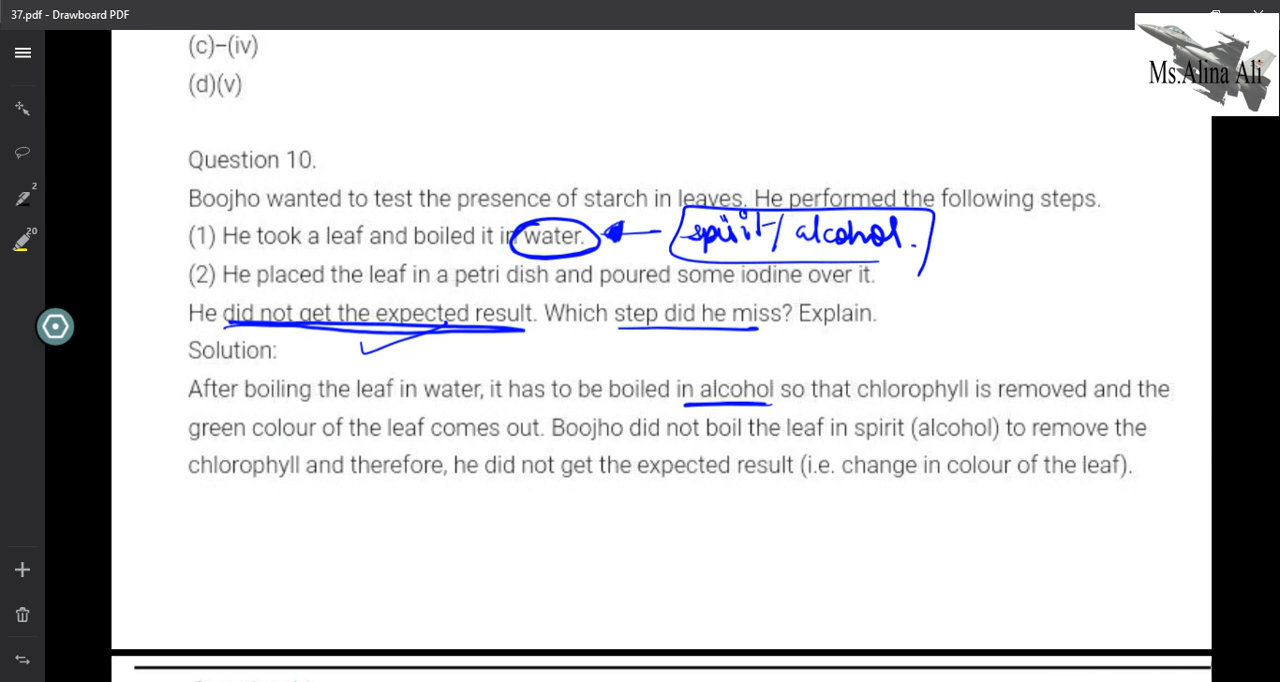 37.pdf - Drawboard PDF
Ms.Alina Ali
(c)–(iv)
(d)(v)
Question 10.
Boojho wanted to test the presence of starch in leaves. He performed the following steps.
(1) He took a leaf and boiled it in water. spirit/ alcohol.
(2) He placed the leaf in a petri dish and poured some iodine over it.
He did not get the expected result. Which step did he miss? Explain.
Solution:
After boiling the leaf in water, it has to be boiled in alcohol so that chlorophyll is removed and the
green colour of the leaf comes out. Boojho did not boil the leaf in spirit (alcohol) to remove the
chlorophyll and therefore, he did not get the expected result (i.e. change in colour of the leaf).
2
20